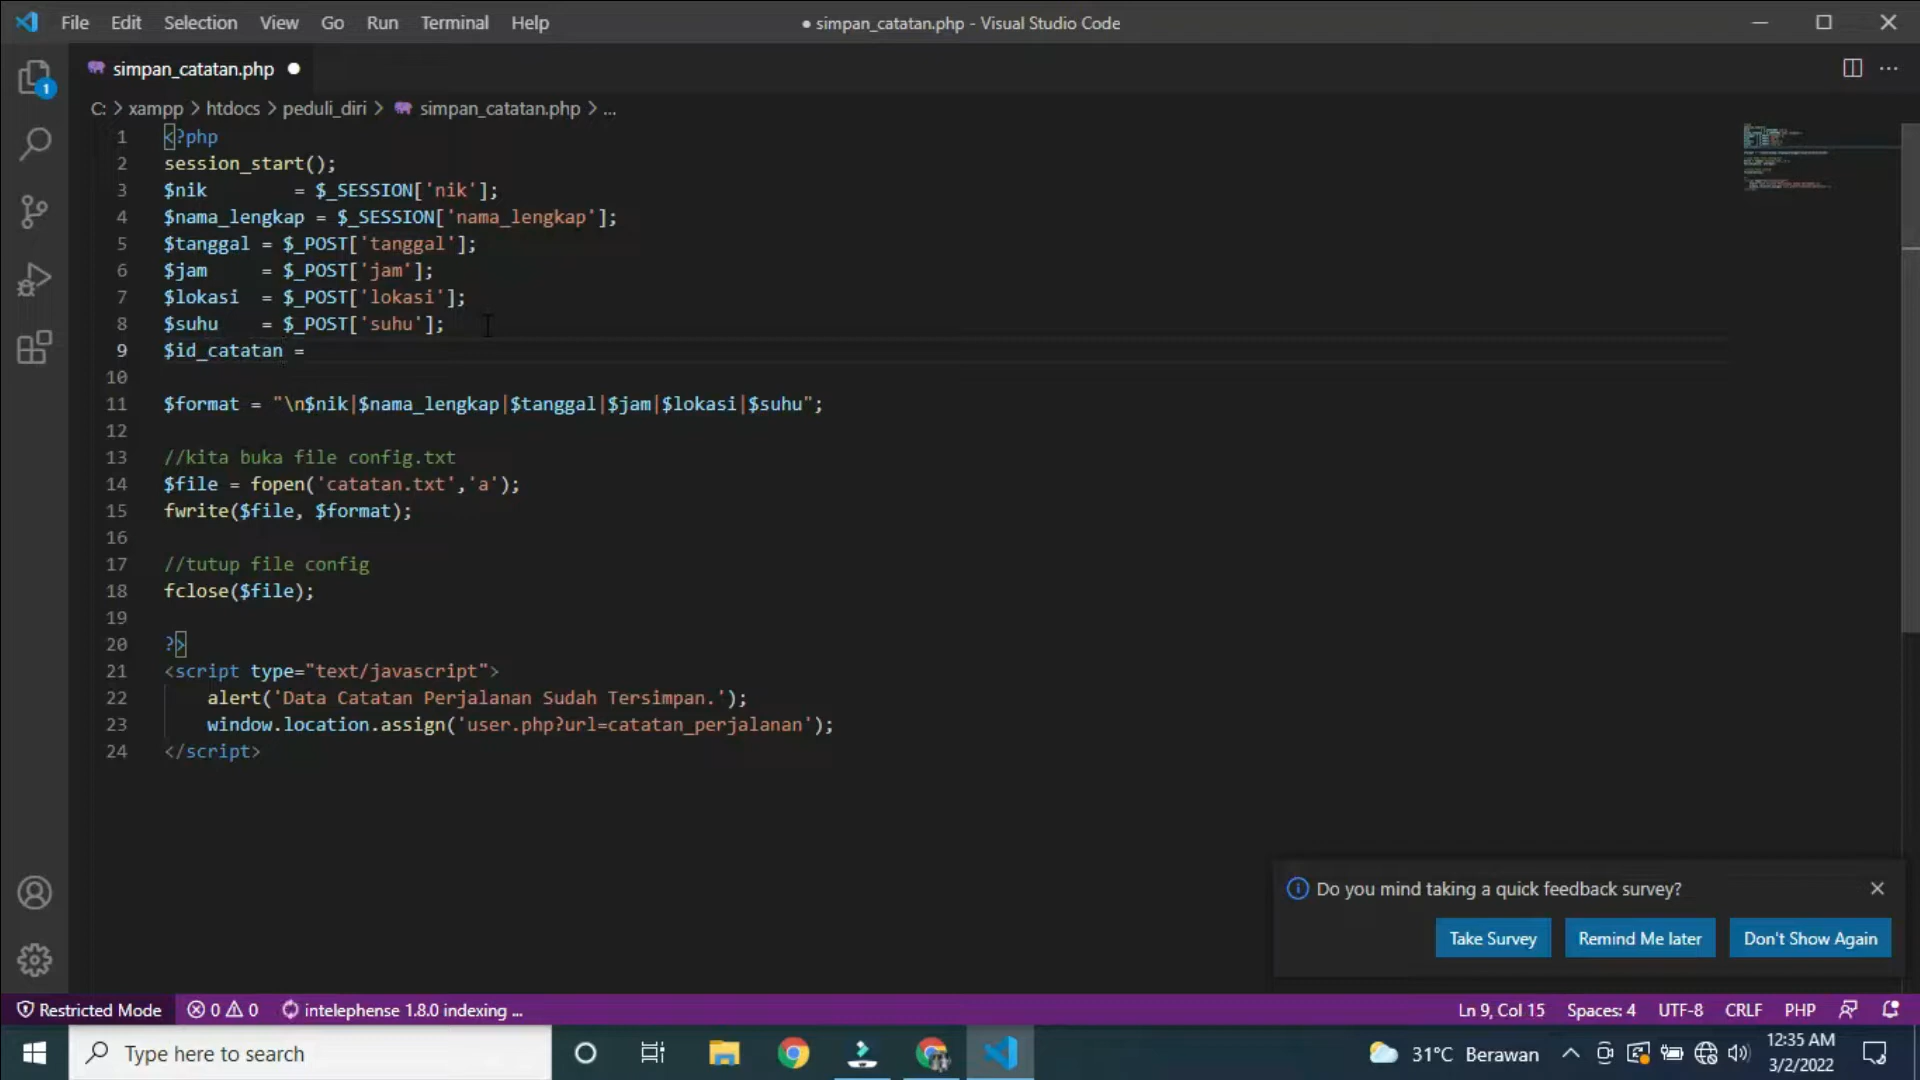 File Edit Selection View Go Run Terminal Help
● simpan_catatan.php - Visual Studio Code
simpan_catatan.php ●
C: > xampp > htdocs > peduli_diri > simpan_catatan.php > ...
1
1 <?php
2 session_start();
3 $nik        = $_SESSION['nik'];
4 $nama_lengkap = $_SESSION['nama_lengkap'];
5 $tanggal = $_POST['tanggal'];
6 $jam     = $_POST['jam'];
7 $lokasi  = $_POST['lokasi'];
8 $suhu    = $_POST['suhu'];
9 $id_catatan =
10
11 $format = "\n$nik|$nama_lengkap|$tanggal|$jam|$lokasi|$suhu";
12
13 //kita buka file config.txt
14 $file = fopen('catatan.txt','a');
15 fwrite($file, $format);
16
17 //tutup file config
18 fclose($file);
19
20 ?>
21 <script type="text/javascript">
22     alert('Data Catatan Perjalanan Sudah Tersimpan.');
23     window.location.assign('user.php?url=catatan_perjalanan');
24 </script>
Do you mind taking a quick feedback survey?
Take Survey Remind Me later Don't Show Again
Restricted Mode 0 0 intelephense 1.8.0 indexing ... Ln 9, Col 15 Spaces: 4 UTF-8 CRLF PHP
Type here to search
31°C Berawan
12:35 AM
3/2/2022